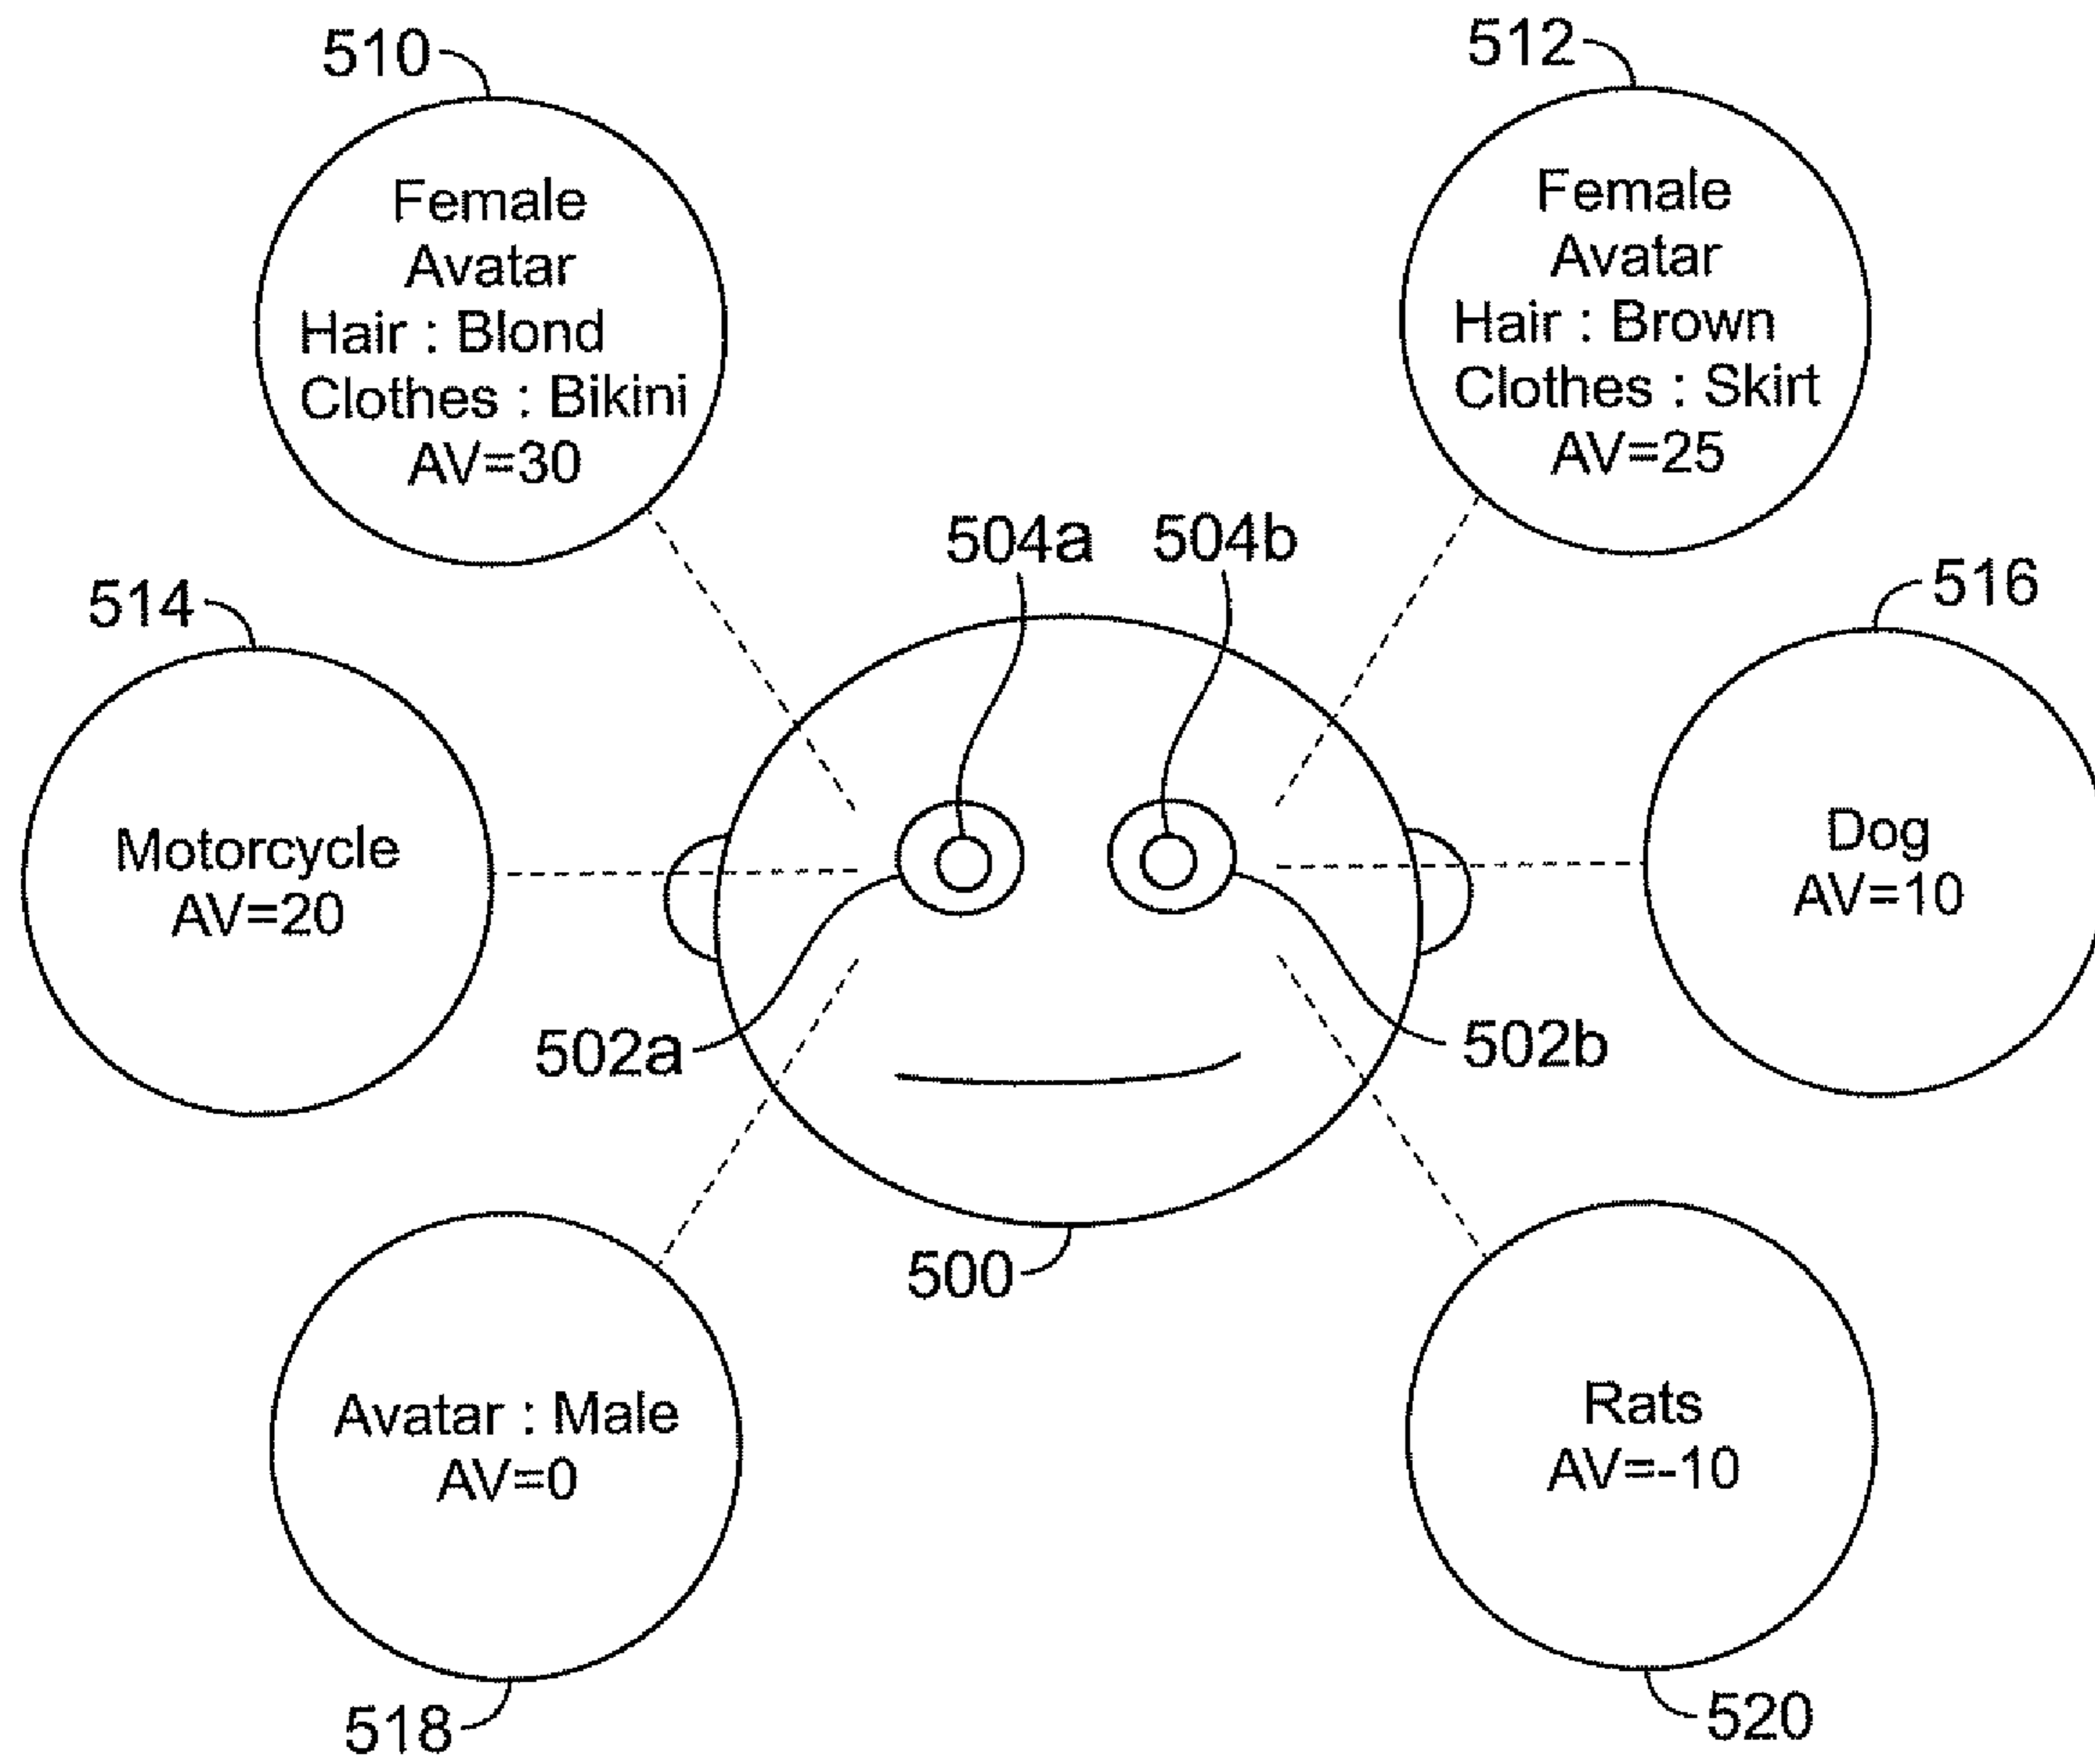 510
512
Female
Avatar
Hair : Blond
Clothes : Bikini
AV=30
Female
Avatar
Hair : Brown
Clothes : Skirt
AV=25
504a
504b
514
516
Motorcycle
AV=20
Dog
AV=10
502a
502b
500
Avatar : Male
AV=0
Rats
AV=-10
518
520